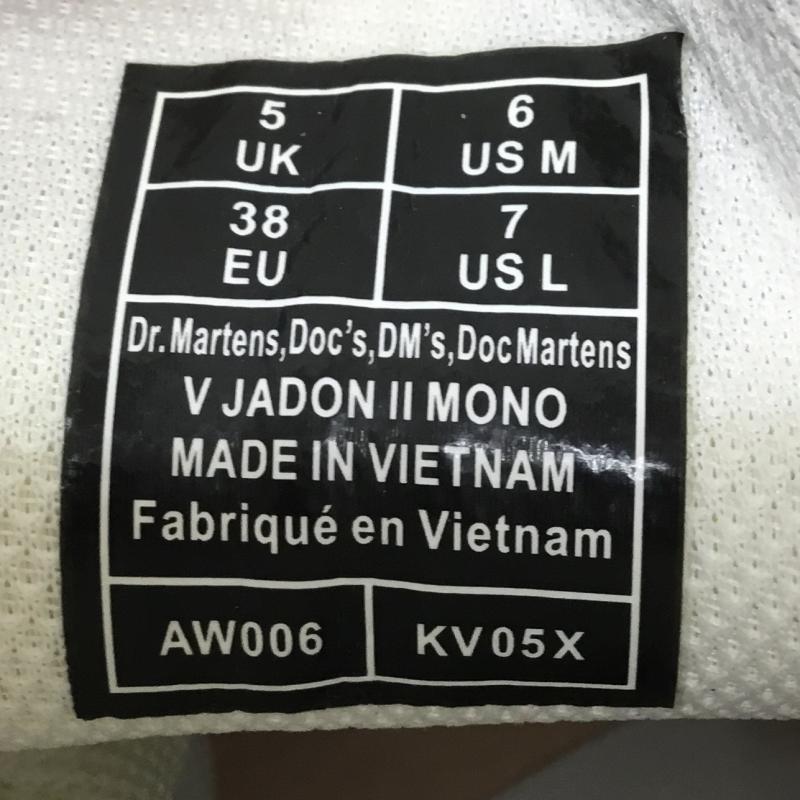 5
UK
6
US M
38
EU
7
US L
Dr. Martens,Doc's,DM's,Doc Martens
V JADON II MONO
MADE IN VIETNAM
Fabriqué en Vietnam
AW006
KV05X